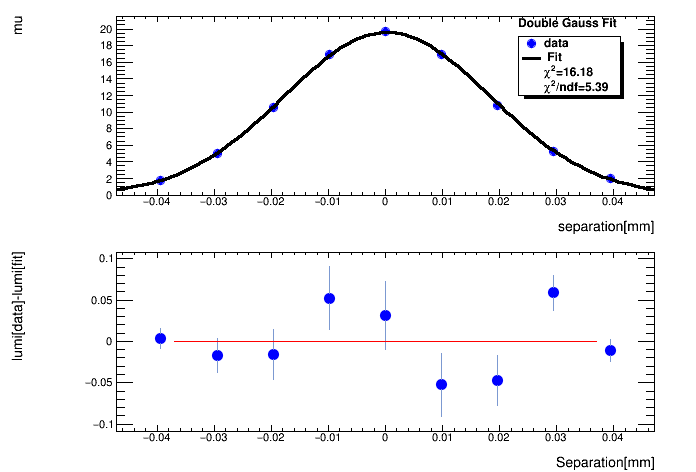 mu
Double Gauss Fit
data
Fit
χ²=16.18
χ²/ndf=5.39
20
18
16
14
12
10
8
6
4
2
0
−0.04 −0.03 −0.02 −0.01 0 0.01 0.02 0.03 0.04
separation[mm]
lumi[data]-lumi[fit]
0.1
0.05
0
−0.05
−0.1
−0.04 −0.03 −0.02 −0.01 0 0.01 0.02 0.03 0.04
Separation[mm]